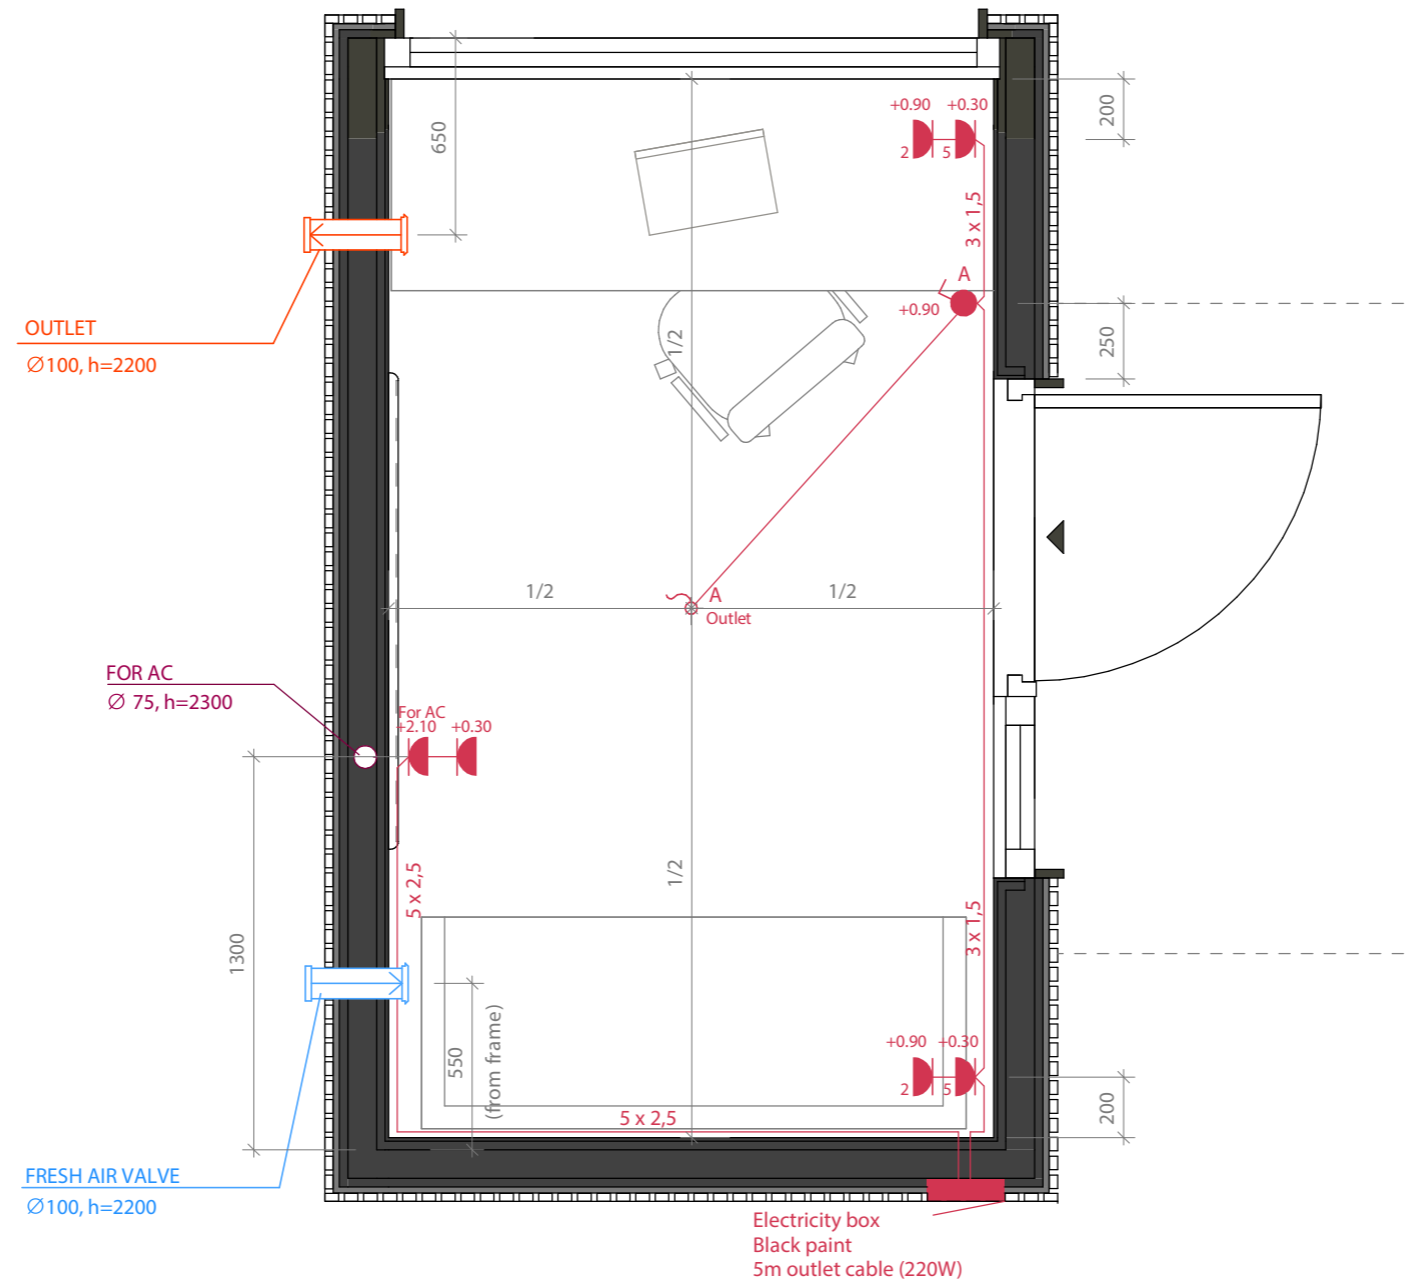 +0.90 +0.30
2 5
200
650
3 x 1,5
A
+0.90
OUTLET
Ø100, h=2200
1/2
250
1/2
1/2
A
Outlet
FOR AC
Ø 75, h=2300
For AC
+2.10 +0.30
1/2
5 x 2,5
3 x 1,5
1300
550
(from frame)
+0.90 +0.30
2 5
200
5 x 2,5
FRESH AIR VALVE
Ø100, h=2200
Electricity box
Black paint
5m outlet cable (220W)